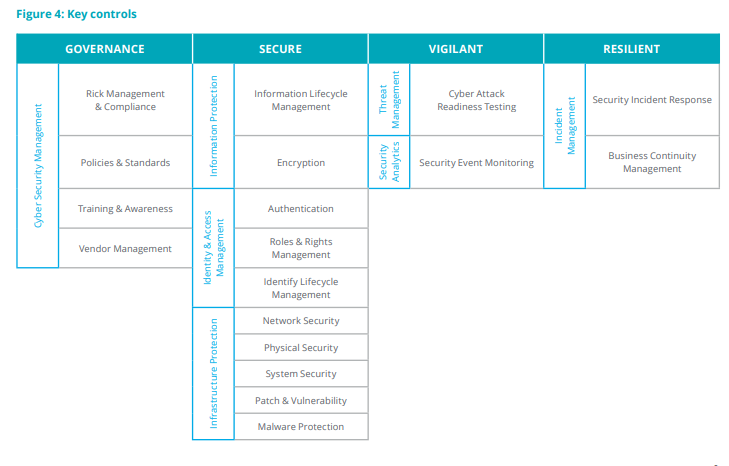 Figure 4: Key controls
GOVERNANCE
SECURE
VIGILANT
RESILIENT
Cyber Security Management
Rick Management
& Compliance
Policies & Standards
Training & Awareness
Vendor Management
Information Protection
Information Lifecycle
Management
Encryption
Identity & Access
Management
Authentication
Roles & Rights
Management
Identify Lifecycle
Management
Infrastructure Protection
Network Security
Physical Security
System Security
Patch & Vulnerability
Malware Protection
Threat
Management
Cyber Attack
Readiness Testing
Security
Analytics
Security Event Monitoring
Incident
Management
Security Incident Response
Business Continuity
Management